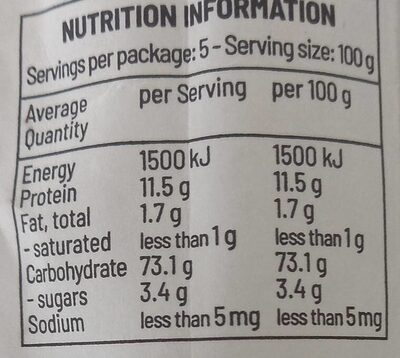 NUTRITION INFORMATION
Servings per package: 5 - Serving size: 100g
Average Quantity per Serving per 100 g
Energy 1500 kJ 1500 kJ
Protein 11.5 g 11.5 g
Fat, total 1.7 g 1.7 g
- saturated less than 1 g less than 1 g
Carbohydrate 73.1 g 73.1 g
- sugars 3.4 g 3.4 g
Sodium less than 5 mg less than 5 mg